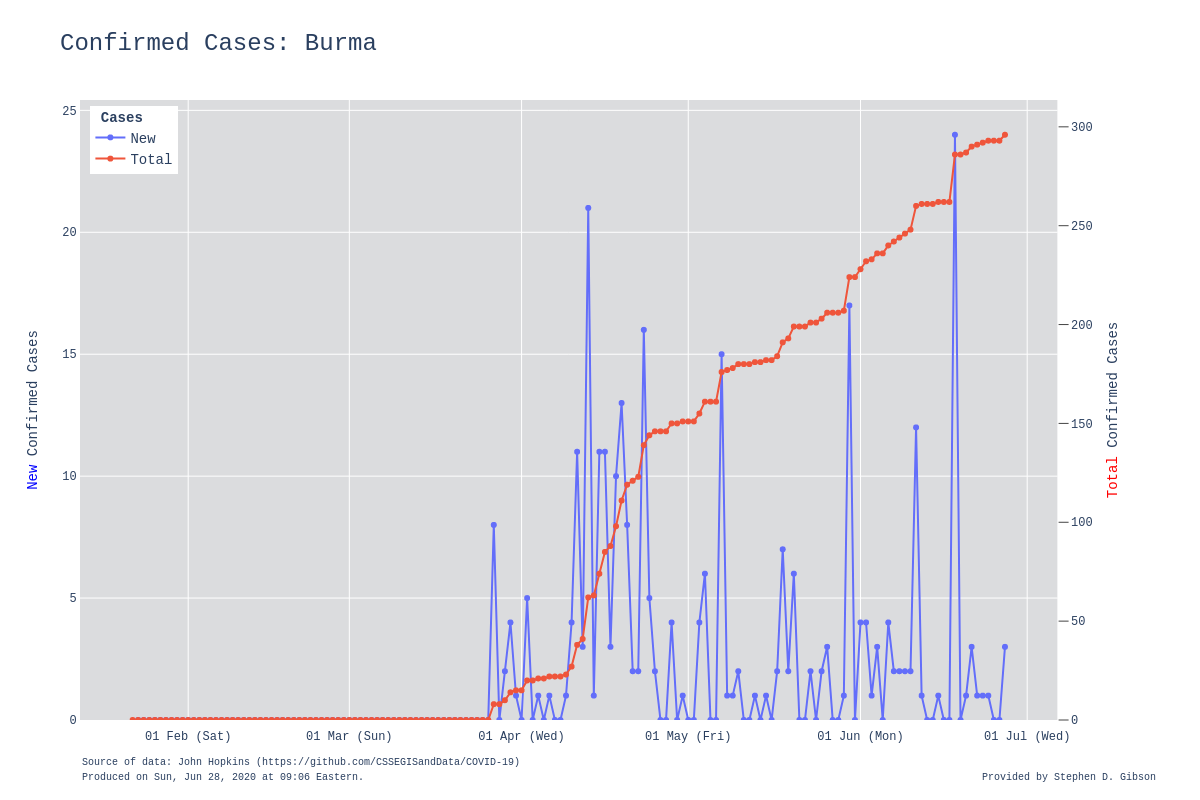 Confirmed Cases: Burma
Cases
New
Total
25
20
15
10
5
0
300
250
200
150
100
50
0
New Confirmed Cases
Total Confirmed Cases
01 Feb (Sat)
01 Mar (Sun)
01 Apr (Wed)
01 May (Fri)
01 Jun (Mon)
01 Jul (Wed)
Source of data: John Hopkins (https://github.com/CSSEGISandData/COVID-19)
Produced on Sun, Jun 28, 2020 at 09:06 Eastern.
Provided by Stephen D. Gibson